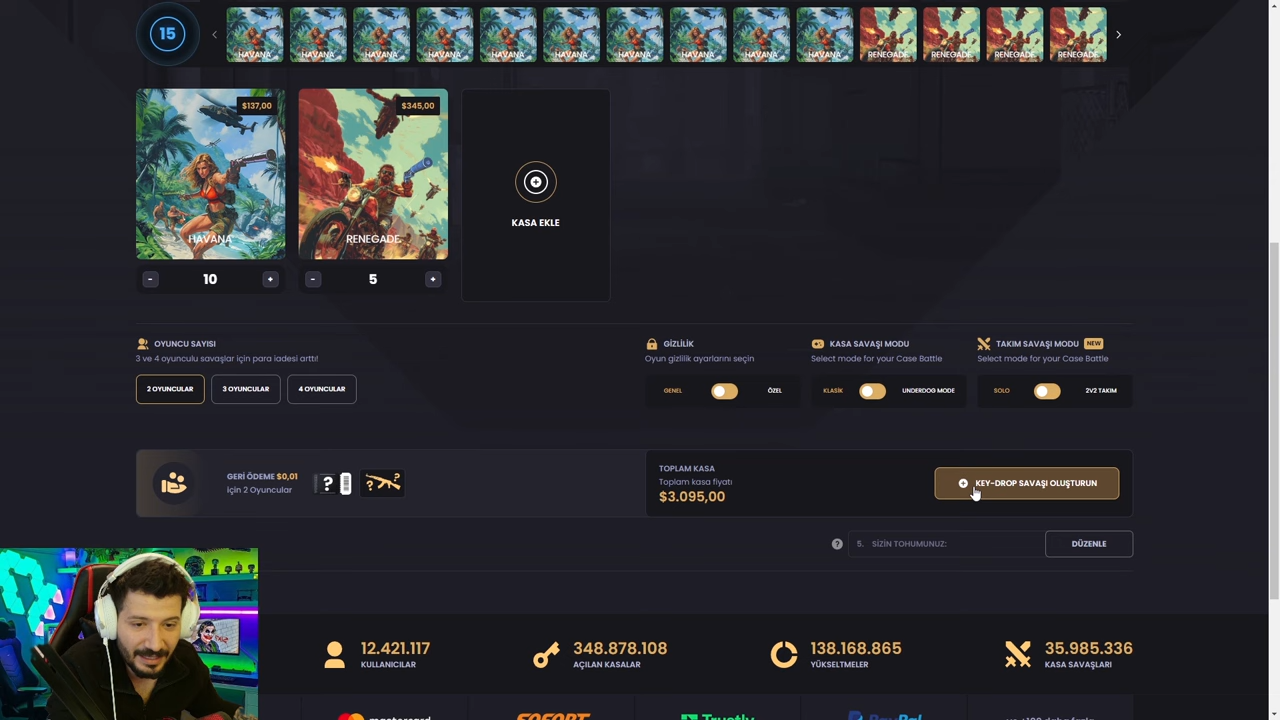 15
HAVANA HAVANA HAVANA HAVANA HAVANA HAVANA HAVANA HAVANA HAVANA HAVANA RENEGADE RENEGADE RENEGADE RENEGADE
$137,00 $345,00
HAVANA RENEGADE
KASA EKLE
- 10 + - 5 +
OYUNCU SAYISI
3 ve 4 oyunculu savaşlar için para iadesi arttı!
2 OYUNCULAR 3 OYUNCULAR 4 OYUNCULAR
GİZLİLİK
Oyun gizlilik ayarlarını seçin
GENEL ÖZEL
KASA SAVAŞI MODU
Select mode for your Case Battle
KLASİK UNDERDOG MODE
TAKIM SAVAŞI MODU NEW
Select mode for your Case Battle
SOLO 2V2 TAKIM
GERİ ÖDEME $0,01
için 2 Oyuncular
TOPLAM KASA
Toplam kasa fiyatı
$3.095,00
KEY-DROP SAVAŞI OLUŞTURUN
? 5. SİZİN TOHUMUNUZ: DÜZENLE
12.421.117
KULLANICILAR
348.878.108
AÇILAN KASALAR
138.168.865
YÜKSELTMELER
35.985.336
KASA SAVAŞLARI
mastercard SOFORT Trustly PayPal